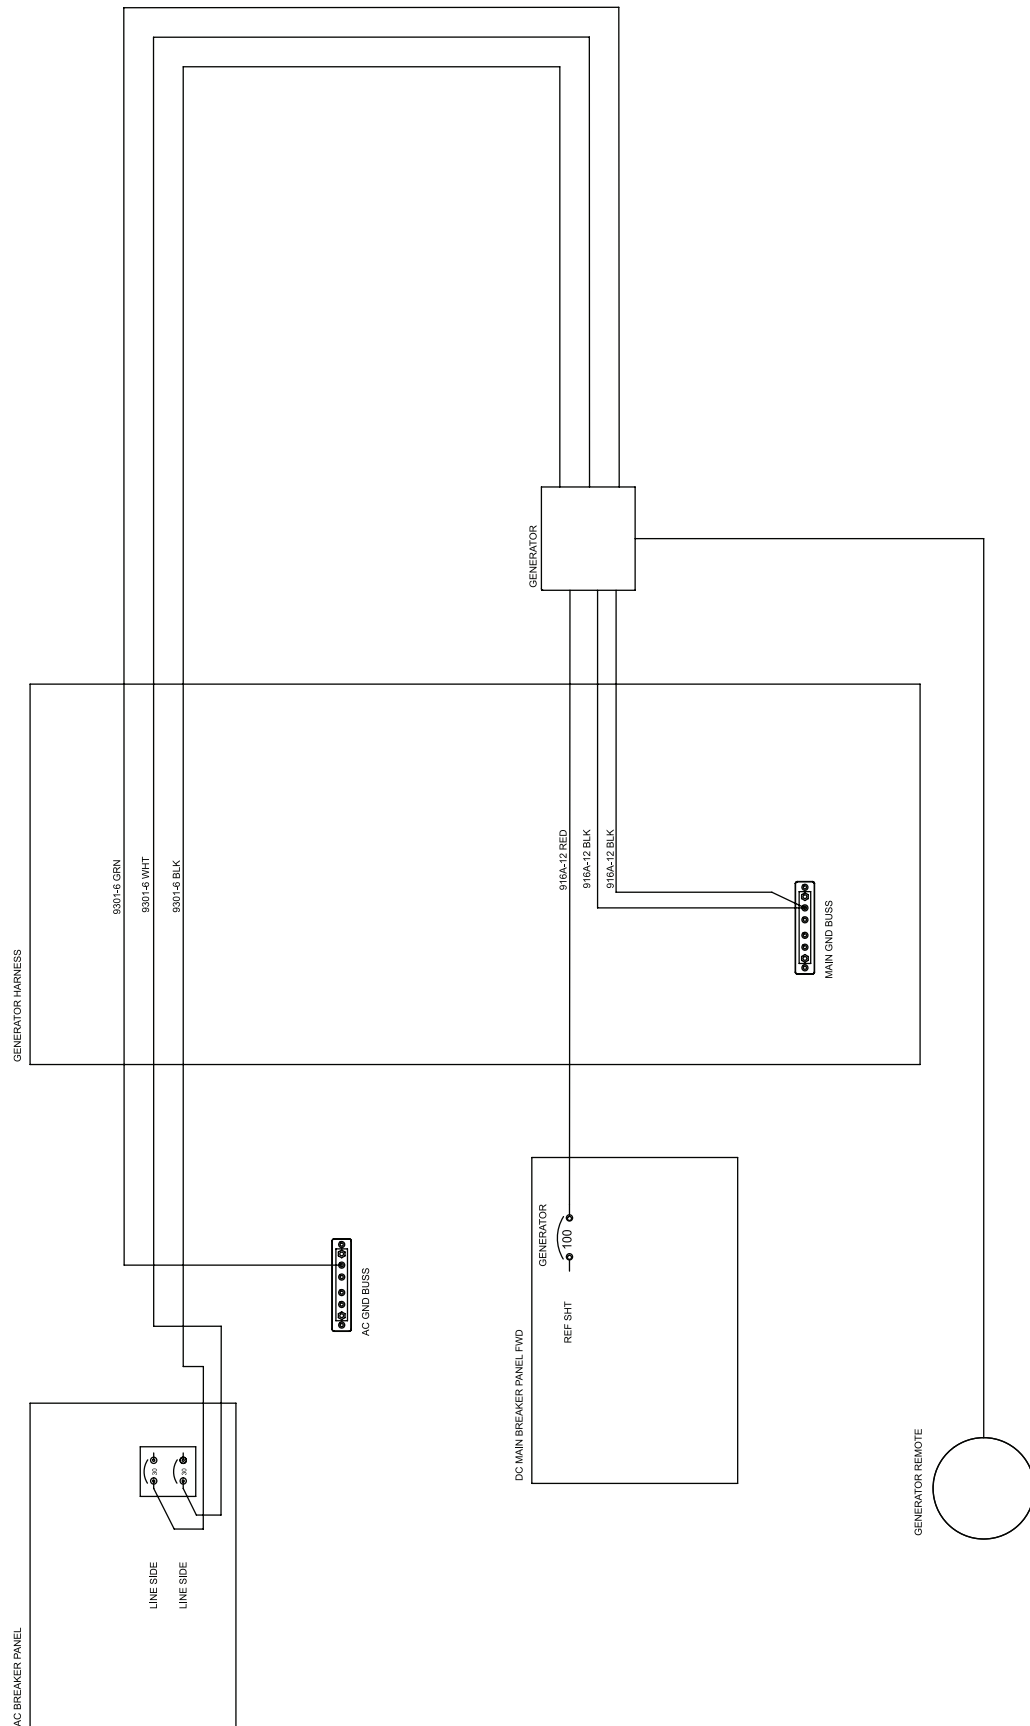 GENERATOR
GENERATOR HARNESS
9301-6 GRN
9301-6 WHT
9301-6 BLK
916A-12 RED
916A-12 BLK
916A-12 BLK
MAIN GND BUSS
AC GND BUSS
GENERATOR
100
REF SHT
DC MAIN BREAKER PANEL FWD
GENERATOR REMOTE
30
30
LINE SIDE
LINE SIDE
AC BREAKER PANEL